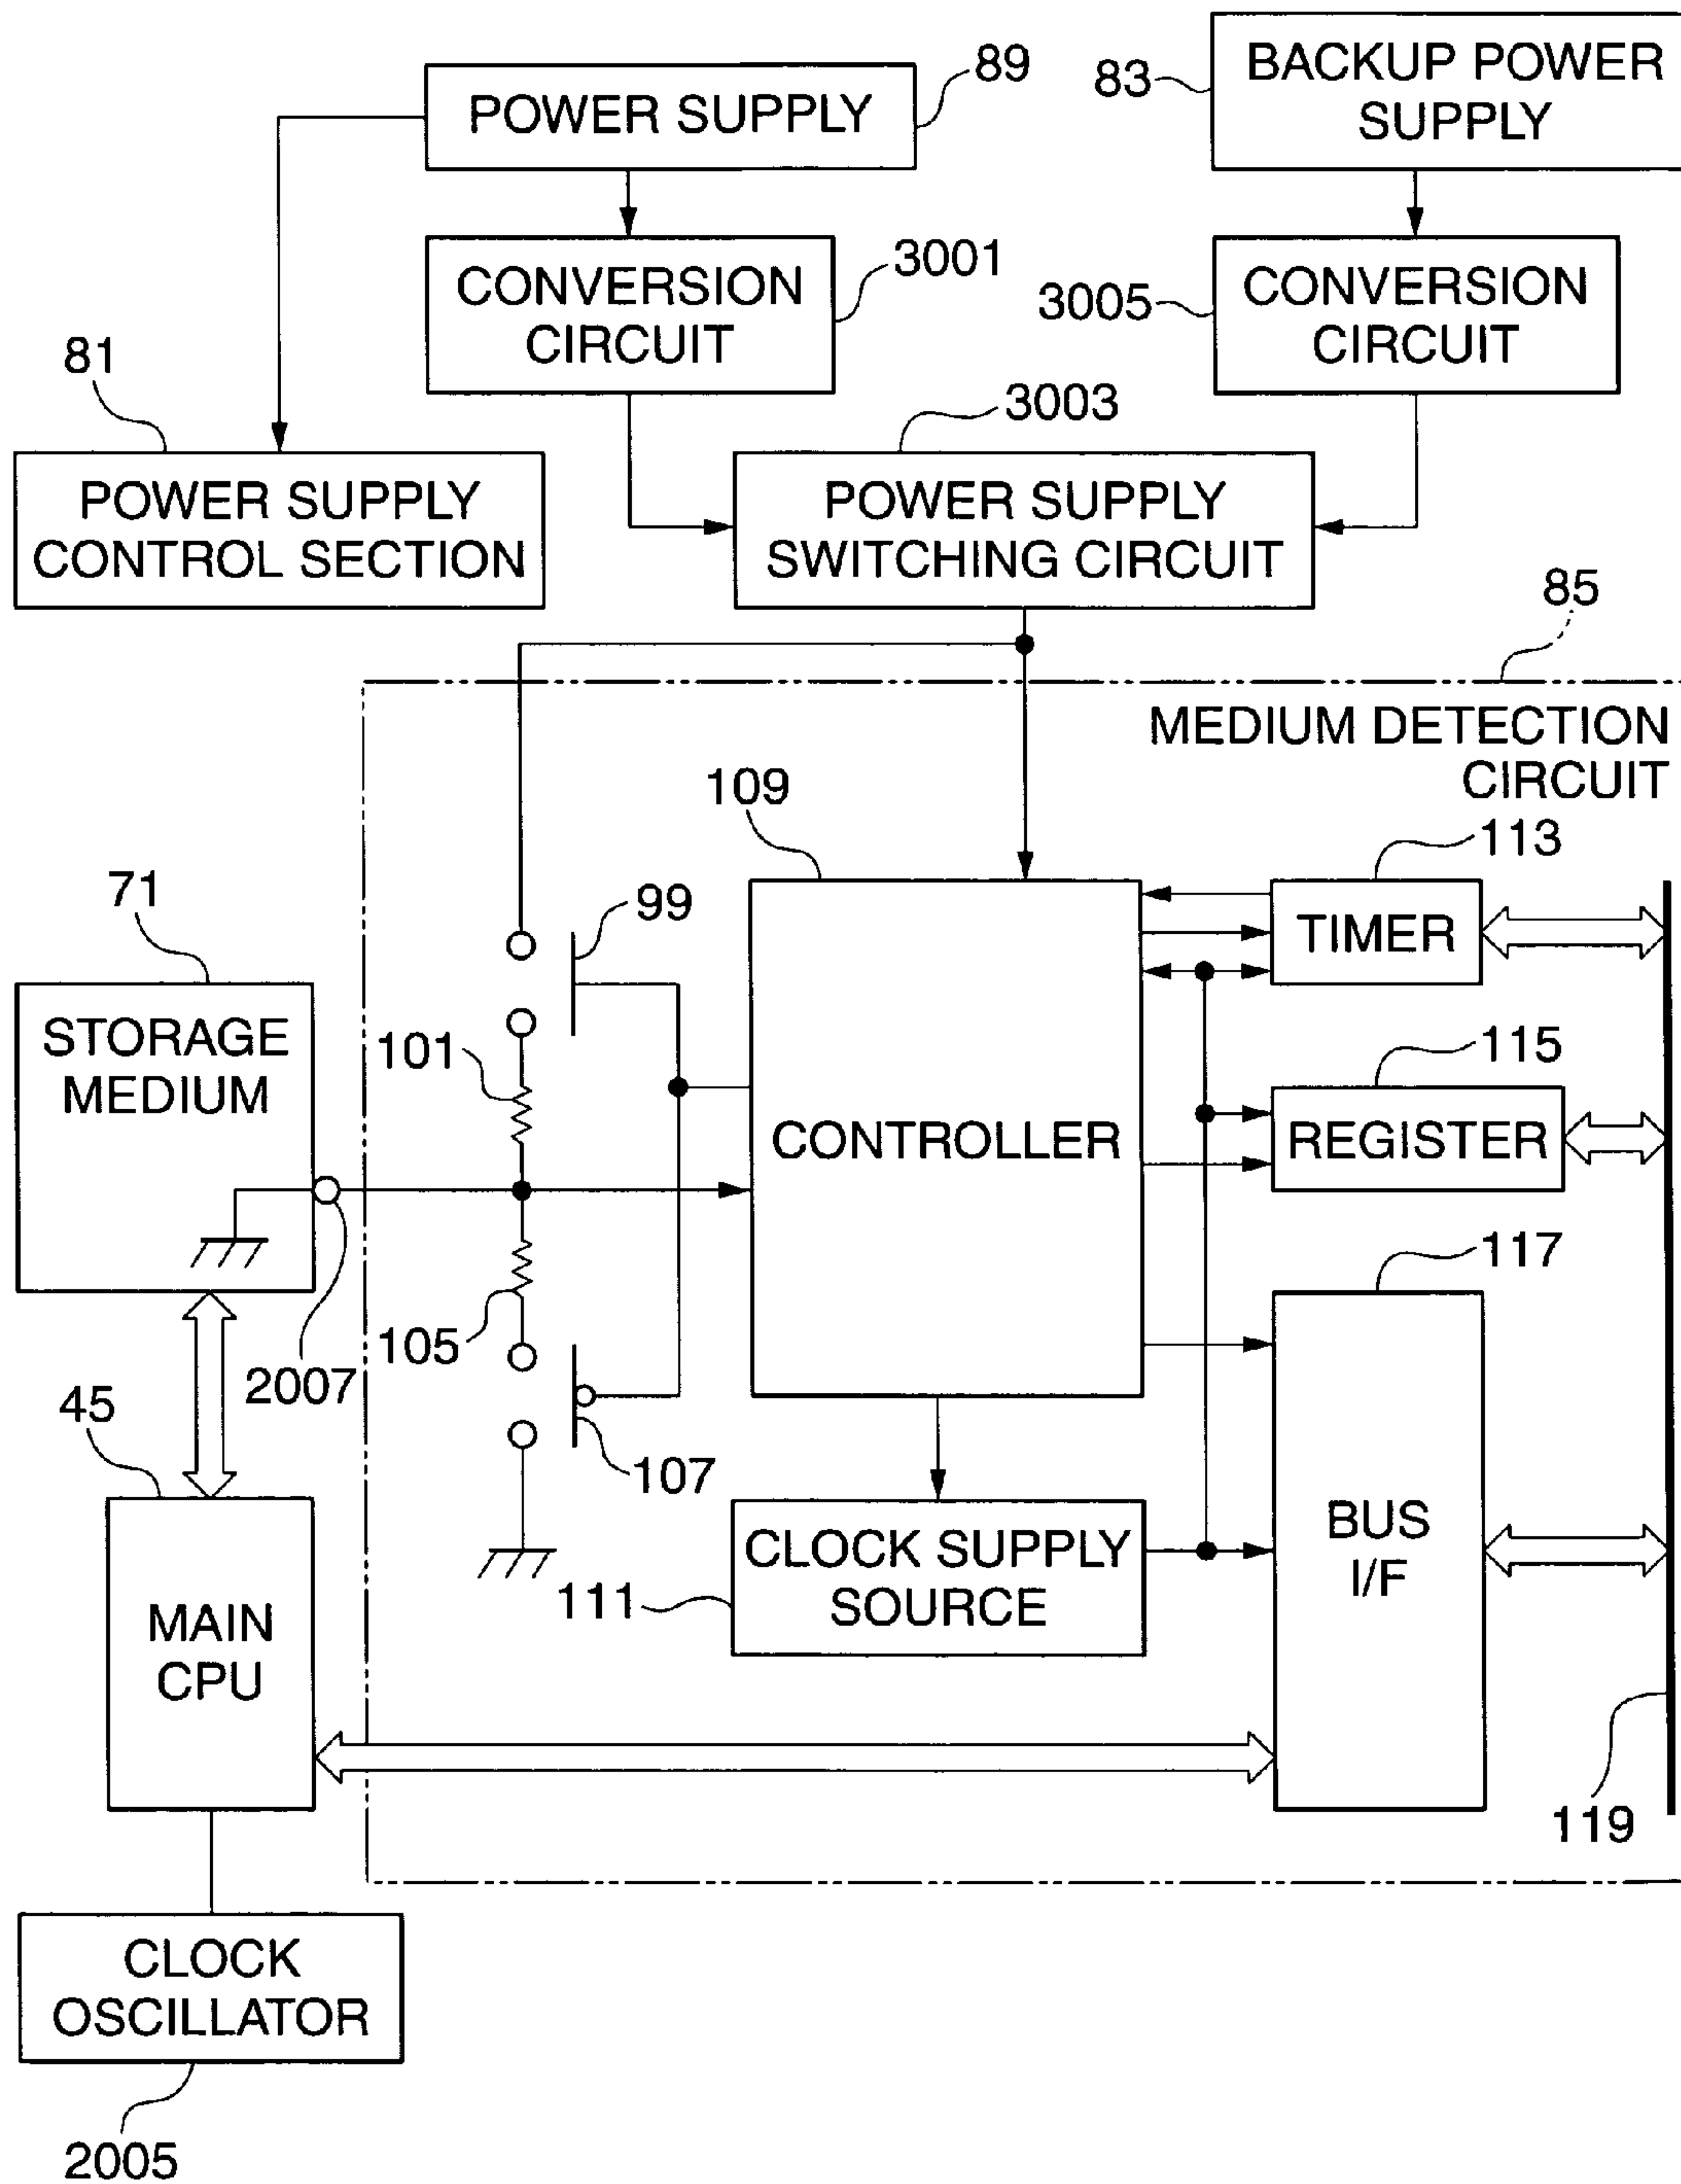 89
POWER SUPPLY
83
BACKUP POWER
SUPPLY
3001
CONVERSION
CIRCUIT
3005
CONVERSION
CIRCUIT
81
POWER SUPPLY
CONTROL SECTION
3003
POWER SUPPLY
SWITCHING CIRCUIT
85
MEDIUM DETECTION
CIRCUIT
109
113
TIMER
71
STORAGE
MEDIUM
99
101
CONTROLLER
115
REGISTER
117
105
2007
45
107
MAIN
CPU
CLOCK SUPPLY
SOURCE
111
BUS
I/F
119
CLOCK
OSCILLATOR
2005